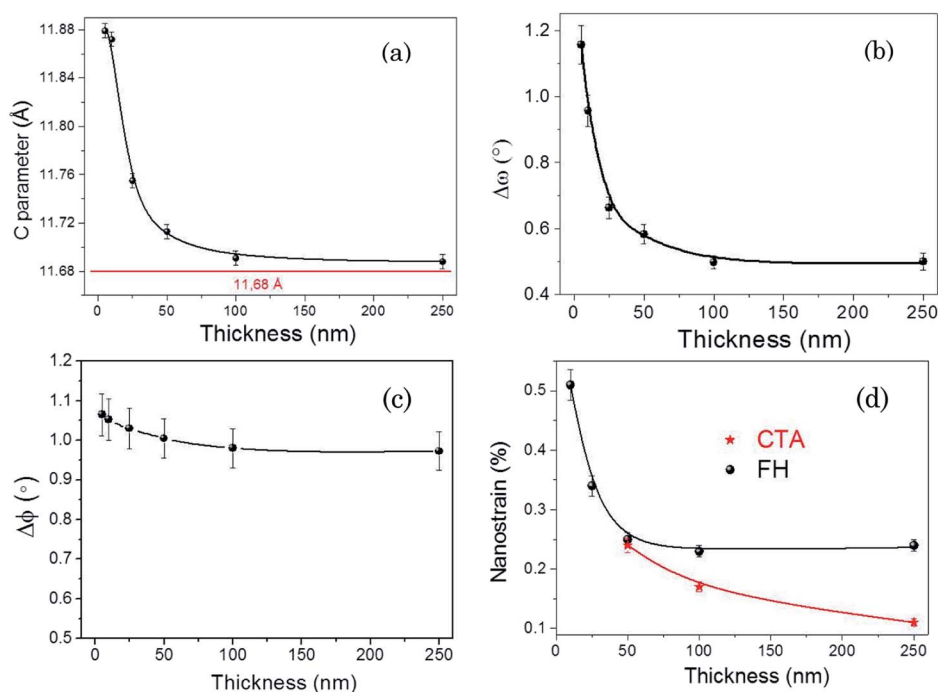 (a)
C parameter (Å)
11.88
11.84
11.80
11.76
11.72
11.68
11,68 Å
0 50 100 150 200 250
Thickness (nm)
(b)
Δω (°)
1.2
1.0
0.8
0.6
0.4
0 50 100 150 200 250
Thickness (nm)
(c)
Δϕ (°)
1.2
1.1
1.0
0.9
0.8
0.7
0.6
0.5
0 50 100 150 200 250
Thickness (nm)
(d)
Nanostrain (%)
0.5
0.4
0.3
0.2
0.1
CTA
FH
0 50 100 150 200 250
Thickness (nm)